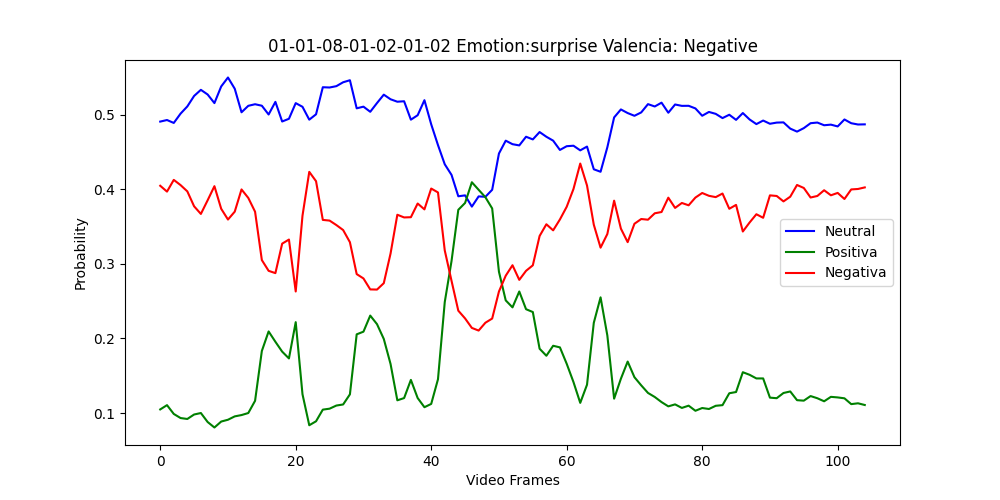 01-01-08-01-02-01-02 Emotion:surprise Valencia: Negative
Probability
0.5
0.4
0.3
0.2
0.1
Neutral
Positiva
Negativa
0 20 40 60 80 100
Video Frames